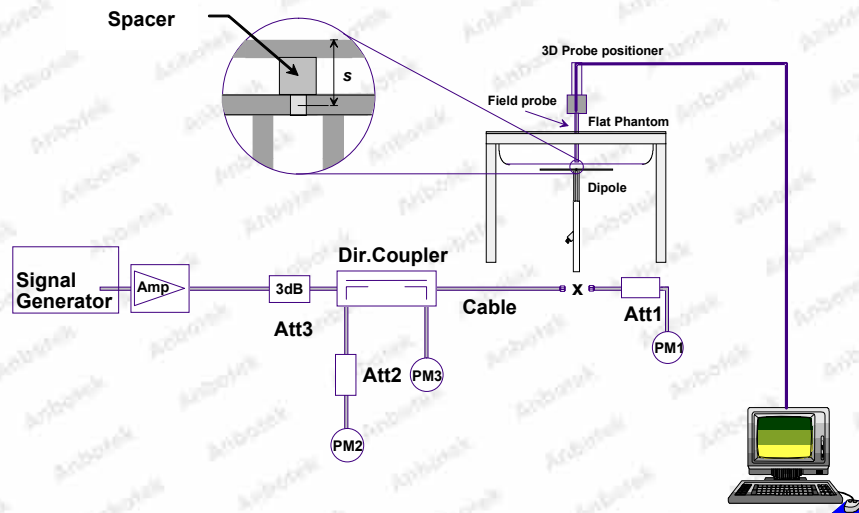 Spacer
s
3D Probe positioner
Field probe
Flat Phantom
Dipole
Signal
Generator
Amp
3dB
Att3
Dir.Coupler
Cable
x
Att1
PM1
Att2
PM3
PM2
Anbotek